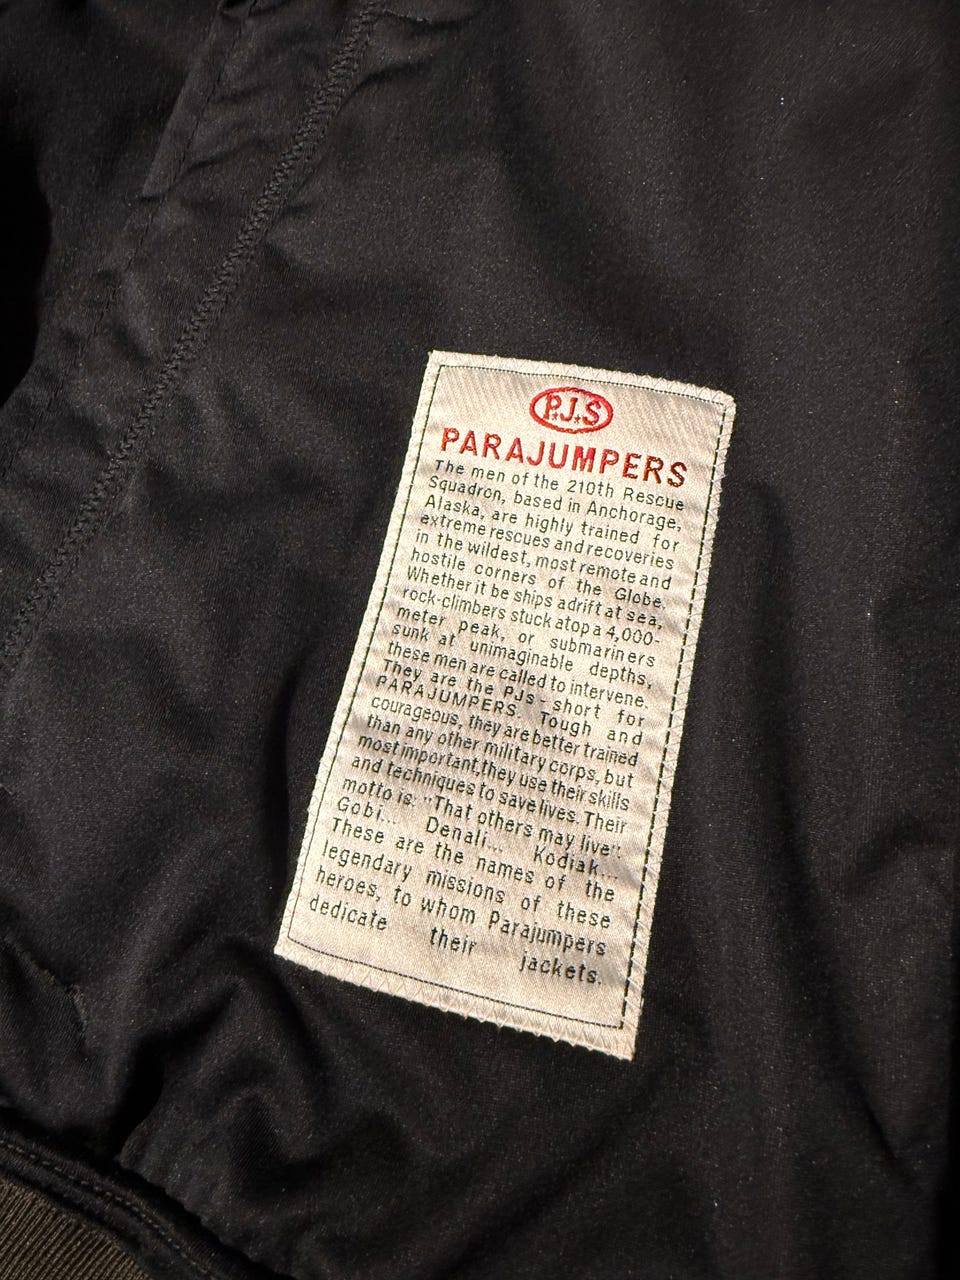 P.J.S
PARAJUMPERS
The men of the 210th Rescue
Squadron, based in Anchorage,
Alaska, are highly trained for
extreme rescues and recoveries
in the wildest, most remote and
hostile corners of the Globe.
Whether it be ships adrift at sea,
rock-climbers stuck atop a 4,000-
meter peak, or submariners
sunk at unimaginable depths,
these men are called to intervene.
They are the PJs - short for
PARAJUMPERS. Tough and
courageous, they are better trained
than any other military corps, but
most important, they use their skills
and techniques to save lives. Their
motto is: "That others may live".
Gobi... Denali... Kodiak...
These are the names of the
legendary missions of these
heroes, to whom Parajumpers
dedicate their jackets.